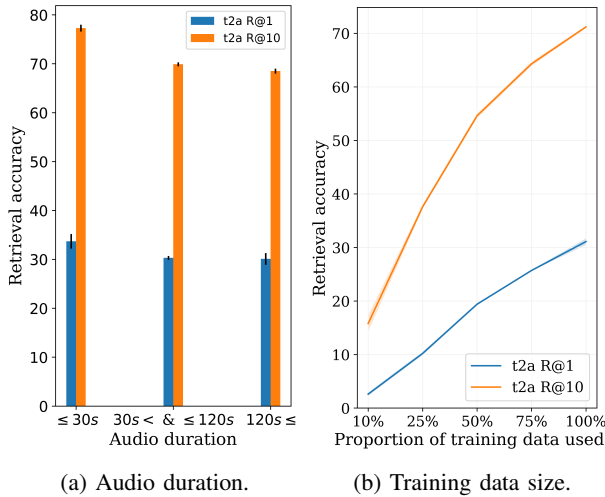 t2a R@1
t2a R@10
Retrieval accuracy
80
70
60
50
40
30
20
10
0
≤ 30s 30s < & ≤ 120s 120s ≤
Audio duration
(a) Audio duration.
Retrieval accuracy
70
60
50
40
30
20
10
0
t2a R@1
t2a R@10
10% 25% 50% 75% 100%
Proportion of training data used
(b) Training data size.